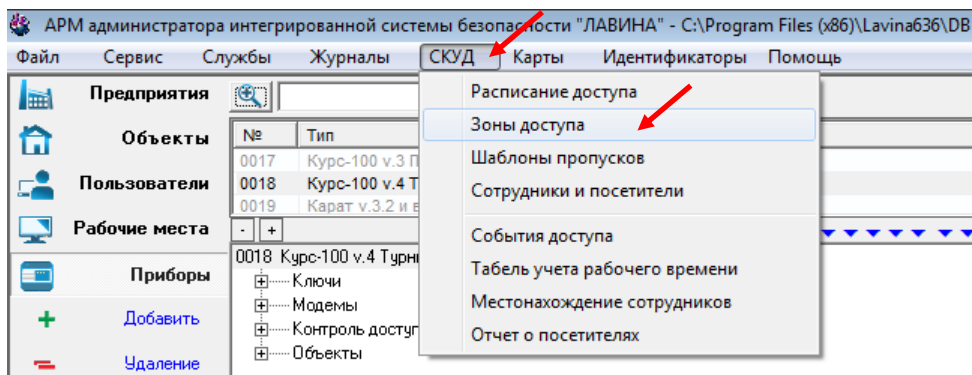 АРМ администратора интегрированной системы безопасности "ЛАВИНА" - C:\Program Files (x86)\Lavina636\DB
Файл Сервис Службы Журналы СКУД Карты Идентификаторы Помощь
Предприятия
Объекты
Пользователи
Рабочие места
Приборы
Добавить
Удаление
№ Тип
0017 Курс-100 v.3 П
0018 Курс-100 v.4 Т
0019 Карат v.3.2 и в
- +
0018 Курс-100 v.4 Турни
Ключи
Модемы
Контроль доступ
Объекты
Расписание доступа
Зоны доступа
Шаблоны пропусков
Сотрудники и посетители
События доступа
Табель учета рабочего времени
Местонахождение сотрудников
Отчет о посетителях